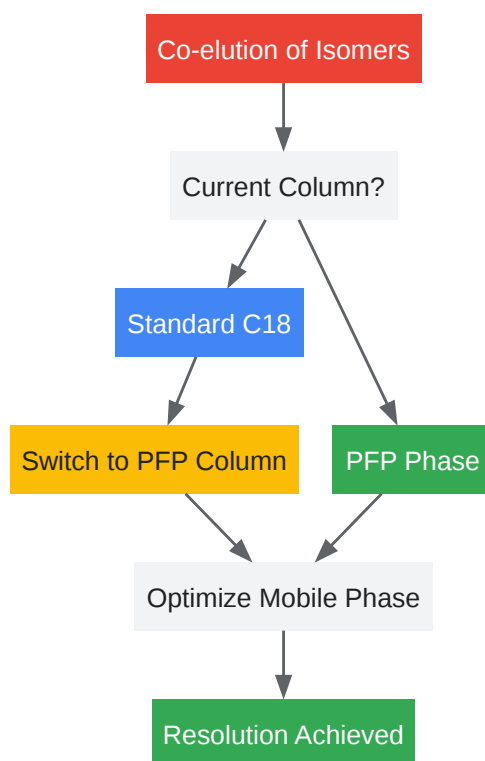 Co-elution of Isomers
Current Column?
Standard C18
Switch to PFP Column
PFP Phase
Optimize Mobile Phase
Resolution Achieved